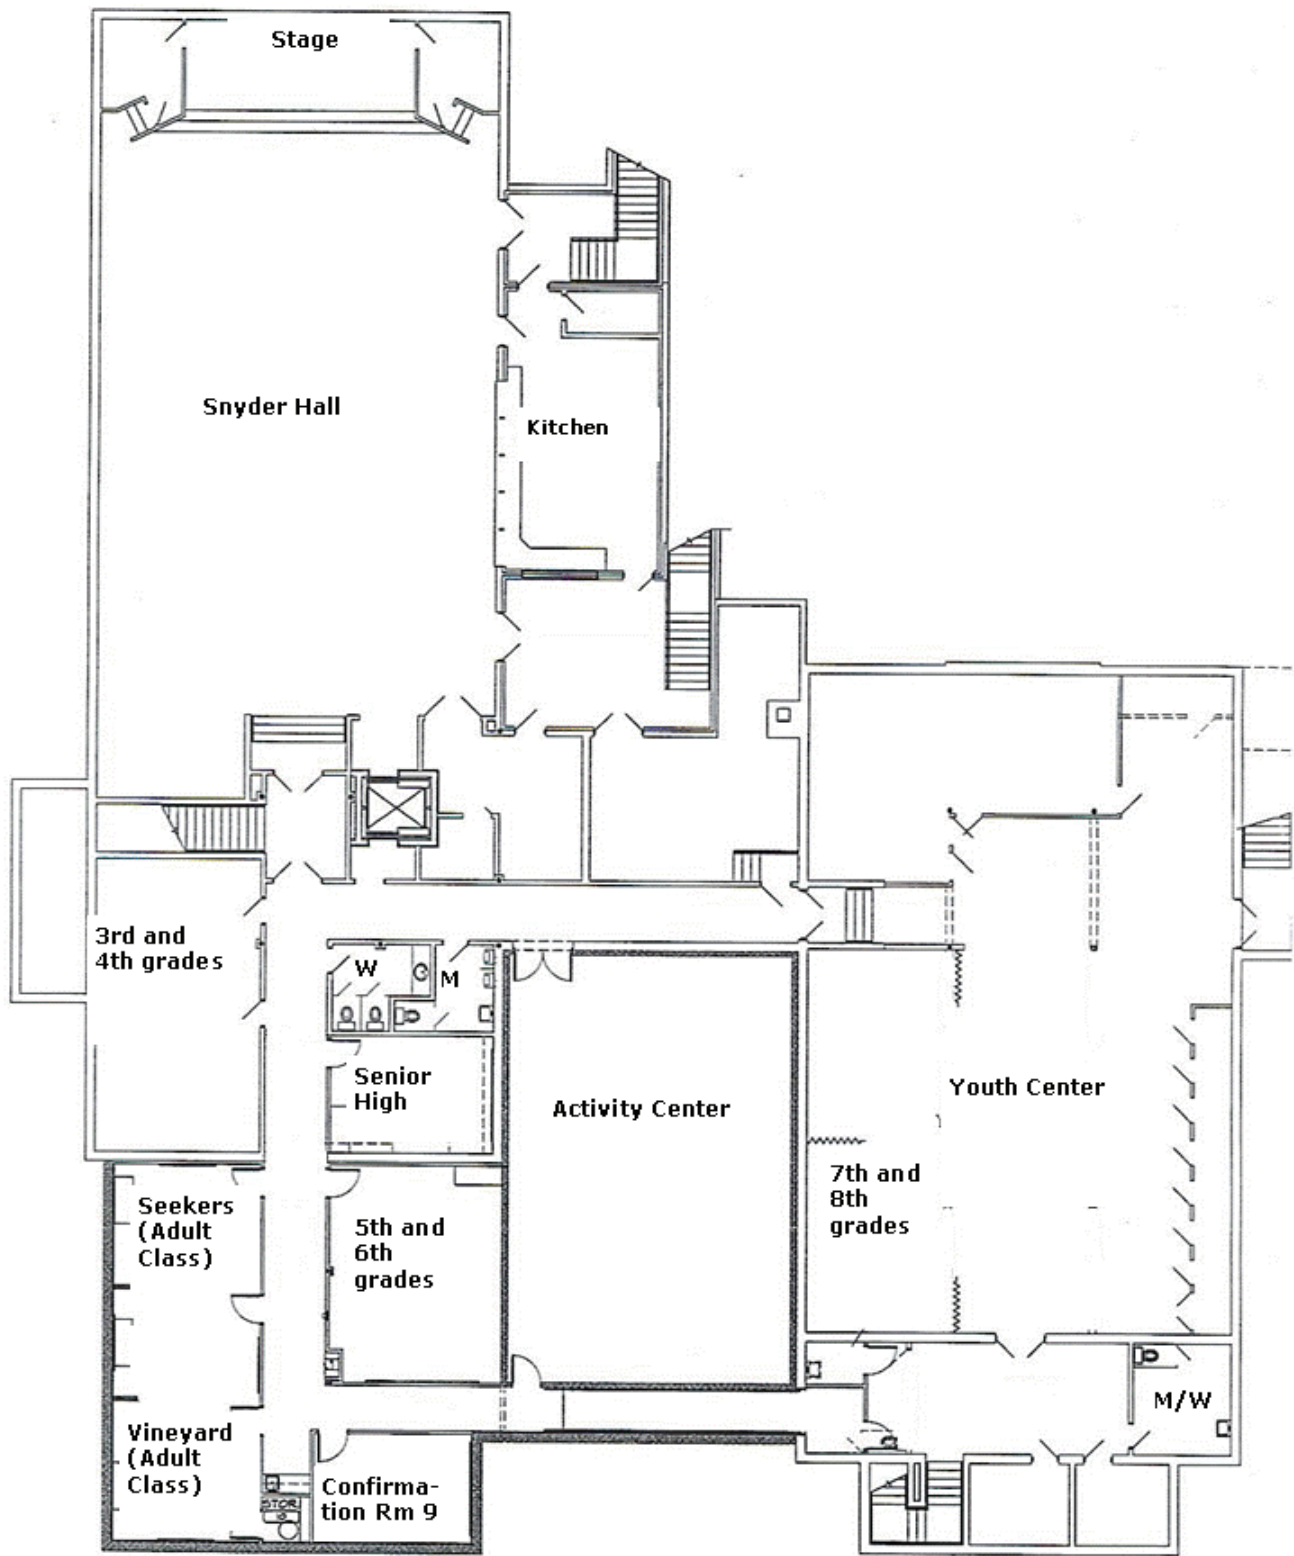 Stage
Snyder Hall
Kitchen
3rd and
4th grades
W
M
Senior
High
Activity Center
Youth Center
7th and
8th
grades
Seekers
(Adult
Class)
5th and
6th
grades
M/W
Vineyard
(Adult
Class)
Confirma-
tion Rm 9
STOR